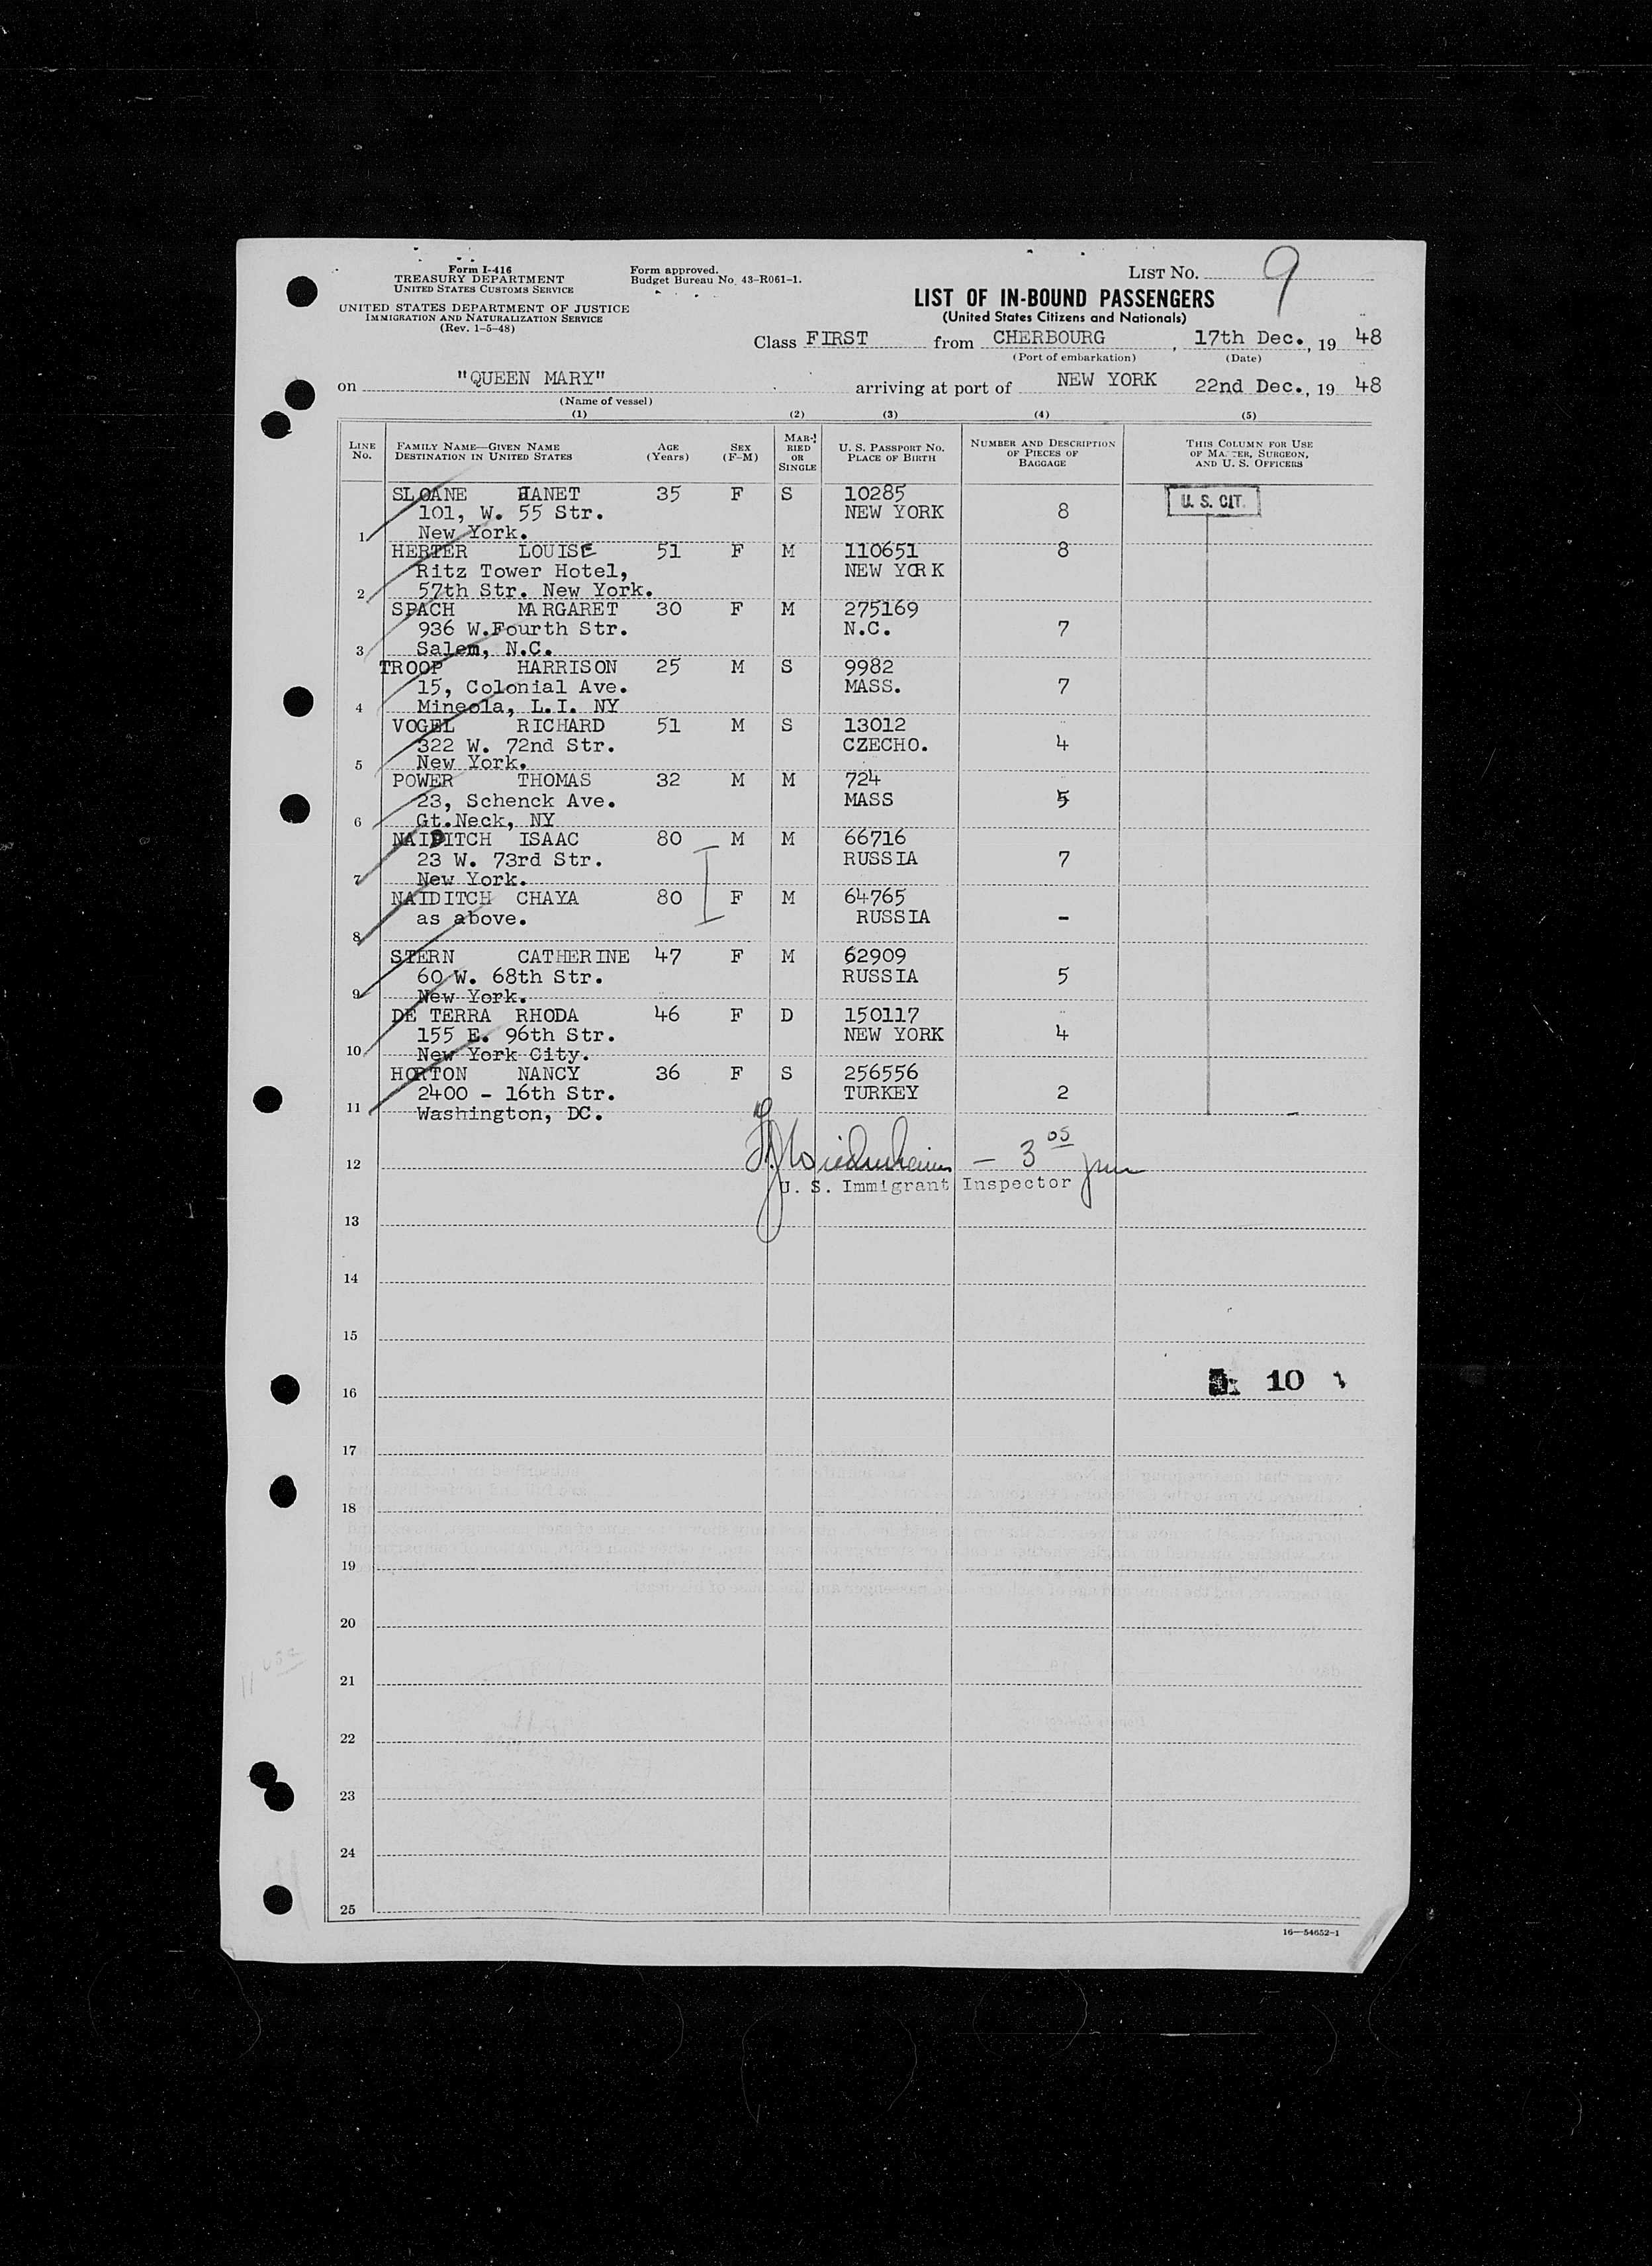 Form I-416
TREASURY DEPARTMENT
UNITED STATES CUSTOMS SERVICE
UNITED STATES DEPARTMENT OF JUSTICE
IMMIGRATION AND NATURALIZATION SERVICE
(Rev. 1-5-48)
Form approved.
Budget Bureau No. 43-R061-1.
LIST NO. 9
LIST OF IN-BOUND PASSENGERS
(United States Citizens and Nationals)
Class FIRST from CHERBOURG, 17th Dec., 19 48
(Port of embarkation) (Date)
on "QUEEN MARY" arriving at port of NEW YORK 22nd Dec., 19 48
(Name of vessel)
(1) (2) (3) (4) (5)
LINE NO. FAMILY NAME—GIVEN NAME DESTINATION IN UNITED STATES AGE (Years) SEX (F-M) MARRIED OR SINGLE U. S. PASSPORT NO. PLACE OF BIRTH NUMBER AND DESCRIPTION OF PIECES OF BAGGAGE THIS COLUMN FOR USE OF MASTER, SURGEON, AND U. S. OFFICERS
SLOANE JANET 35 F S 10285 U. S. CIT.
101, W. 55 Str. NEW YORK 8
1 New York.
HERTER LOUISE 51 F M 110651 8
Ritz Tower Hotel, NEW YORK
2 57th Str. New York.
SPACH MARGARET 30 F M 275169
936 W.Fourth Str. N.C. 7
3 Salem, N.C.
TROOP HARRISON 25 M S 9982
15, Colonial Ave. MASS. 7
4 Mineola, L.I. NY
VOGEL RICHARD 51 M S 13012
322 W. 72nd Str. CZECHO. 4
5 New York.
POWER THOMAS 32 M M 724
23, Schenck Ave. MASS 5
6 Gt.Neck, NY
NAIDITCH ISAAC 80 M M 66716
23 W. 73rd Str. RUSSIA 7
7 New York.
NAIDITCH CHAYA 80 F M 64765
as above. RUSSIA -
8
STERN CATHERINE 47 F M 62909
60 W. 68th Str. RUSSIA 5
9 New York.
DE TERRA RHODA 46 F D 150117
155 E. 96th Str. NEW YORK 4
10 New York City.
HORTON NANCY 36 F S 256556
2400 - 16th Str. TURKEY 2
11 Washington, DC.
12 — 3 05
U. S. Immigrant Inspector
13
14
15
16 10
17
18
19
20
21
22
23
24
25
16—54652-1